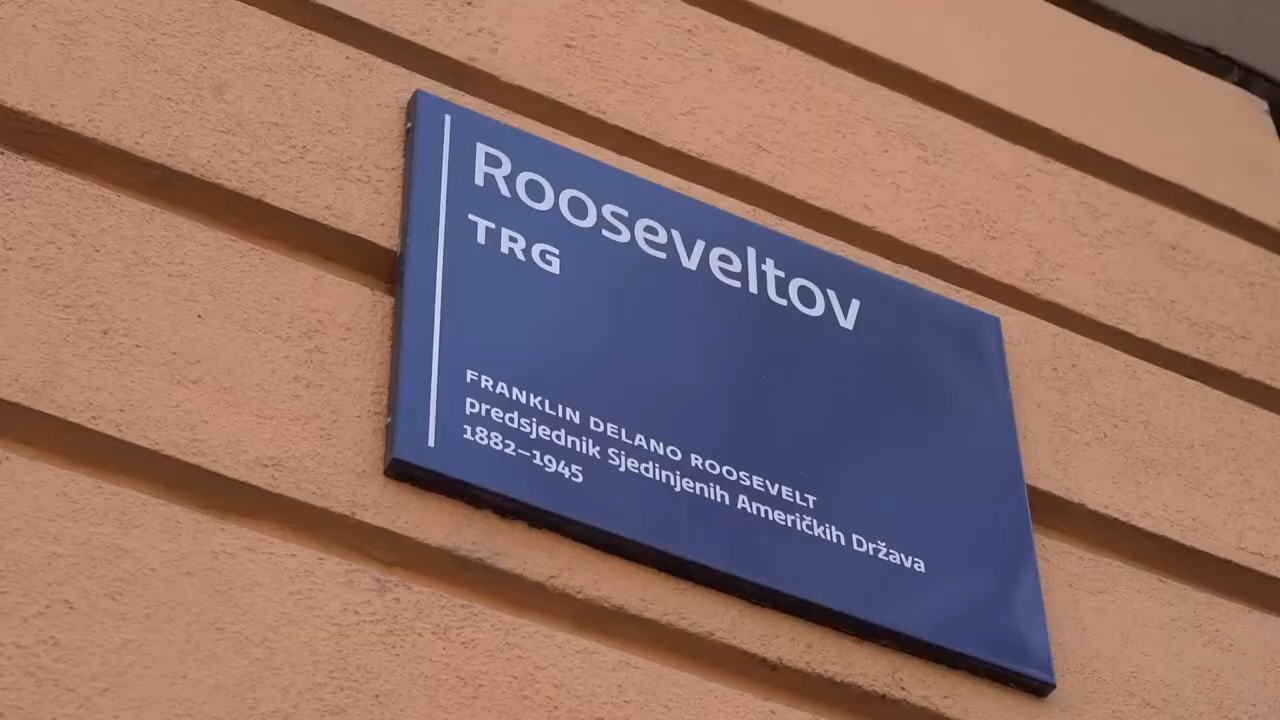 Rooseveltov
TRG
FRANKLIN DELANO ROOSEVELT
predsjednik Sjedinjenih Američkih Država
1882–1945